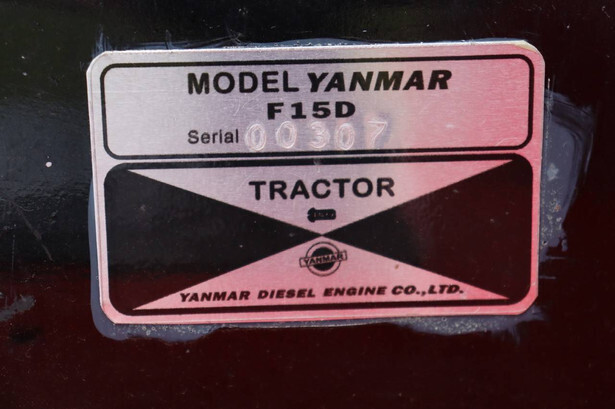 MODEL YANMAR
F15D
Serial 00307
TRACTOR
YANMAR
YANMAR DIESEL ENGINE CO.,LTD.